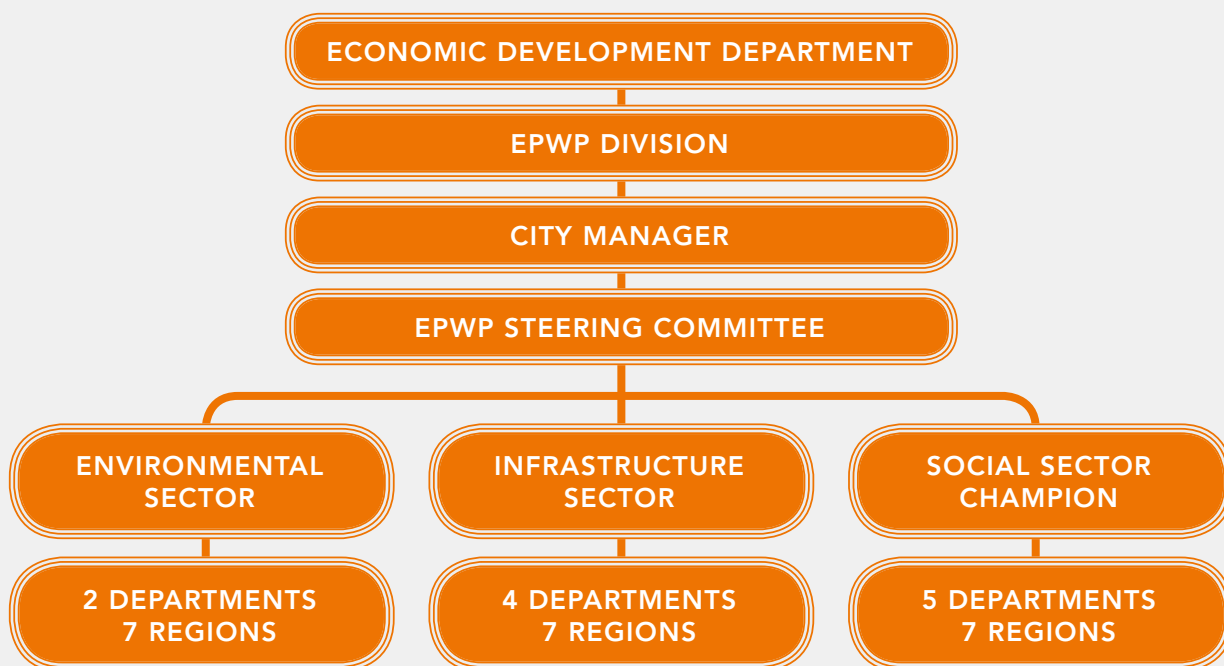 ECONOMIC DEVELOPMENT DEPARTMENT
EPWP DIVISION
CITY MANAGER
EPWP STEERING COMMITTEE
ENVIRONMENTAL
SECTOR
INFRASTRUCTURE
SECTOR
SOCIAL SECTOR
CHAMPION
2 DEPARTMENTS
7 REGIONS
4 DEPARTMENTS
7 REGIONS
5 DEPARTMENTS
7 REGIONS